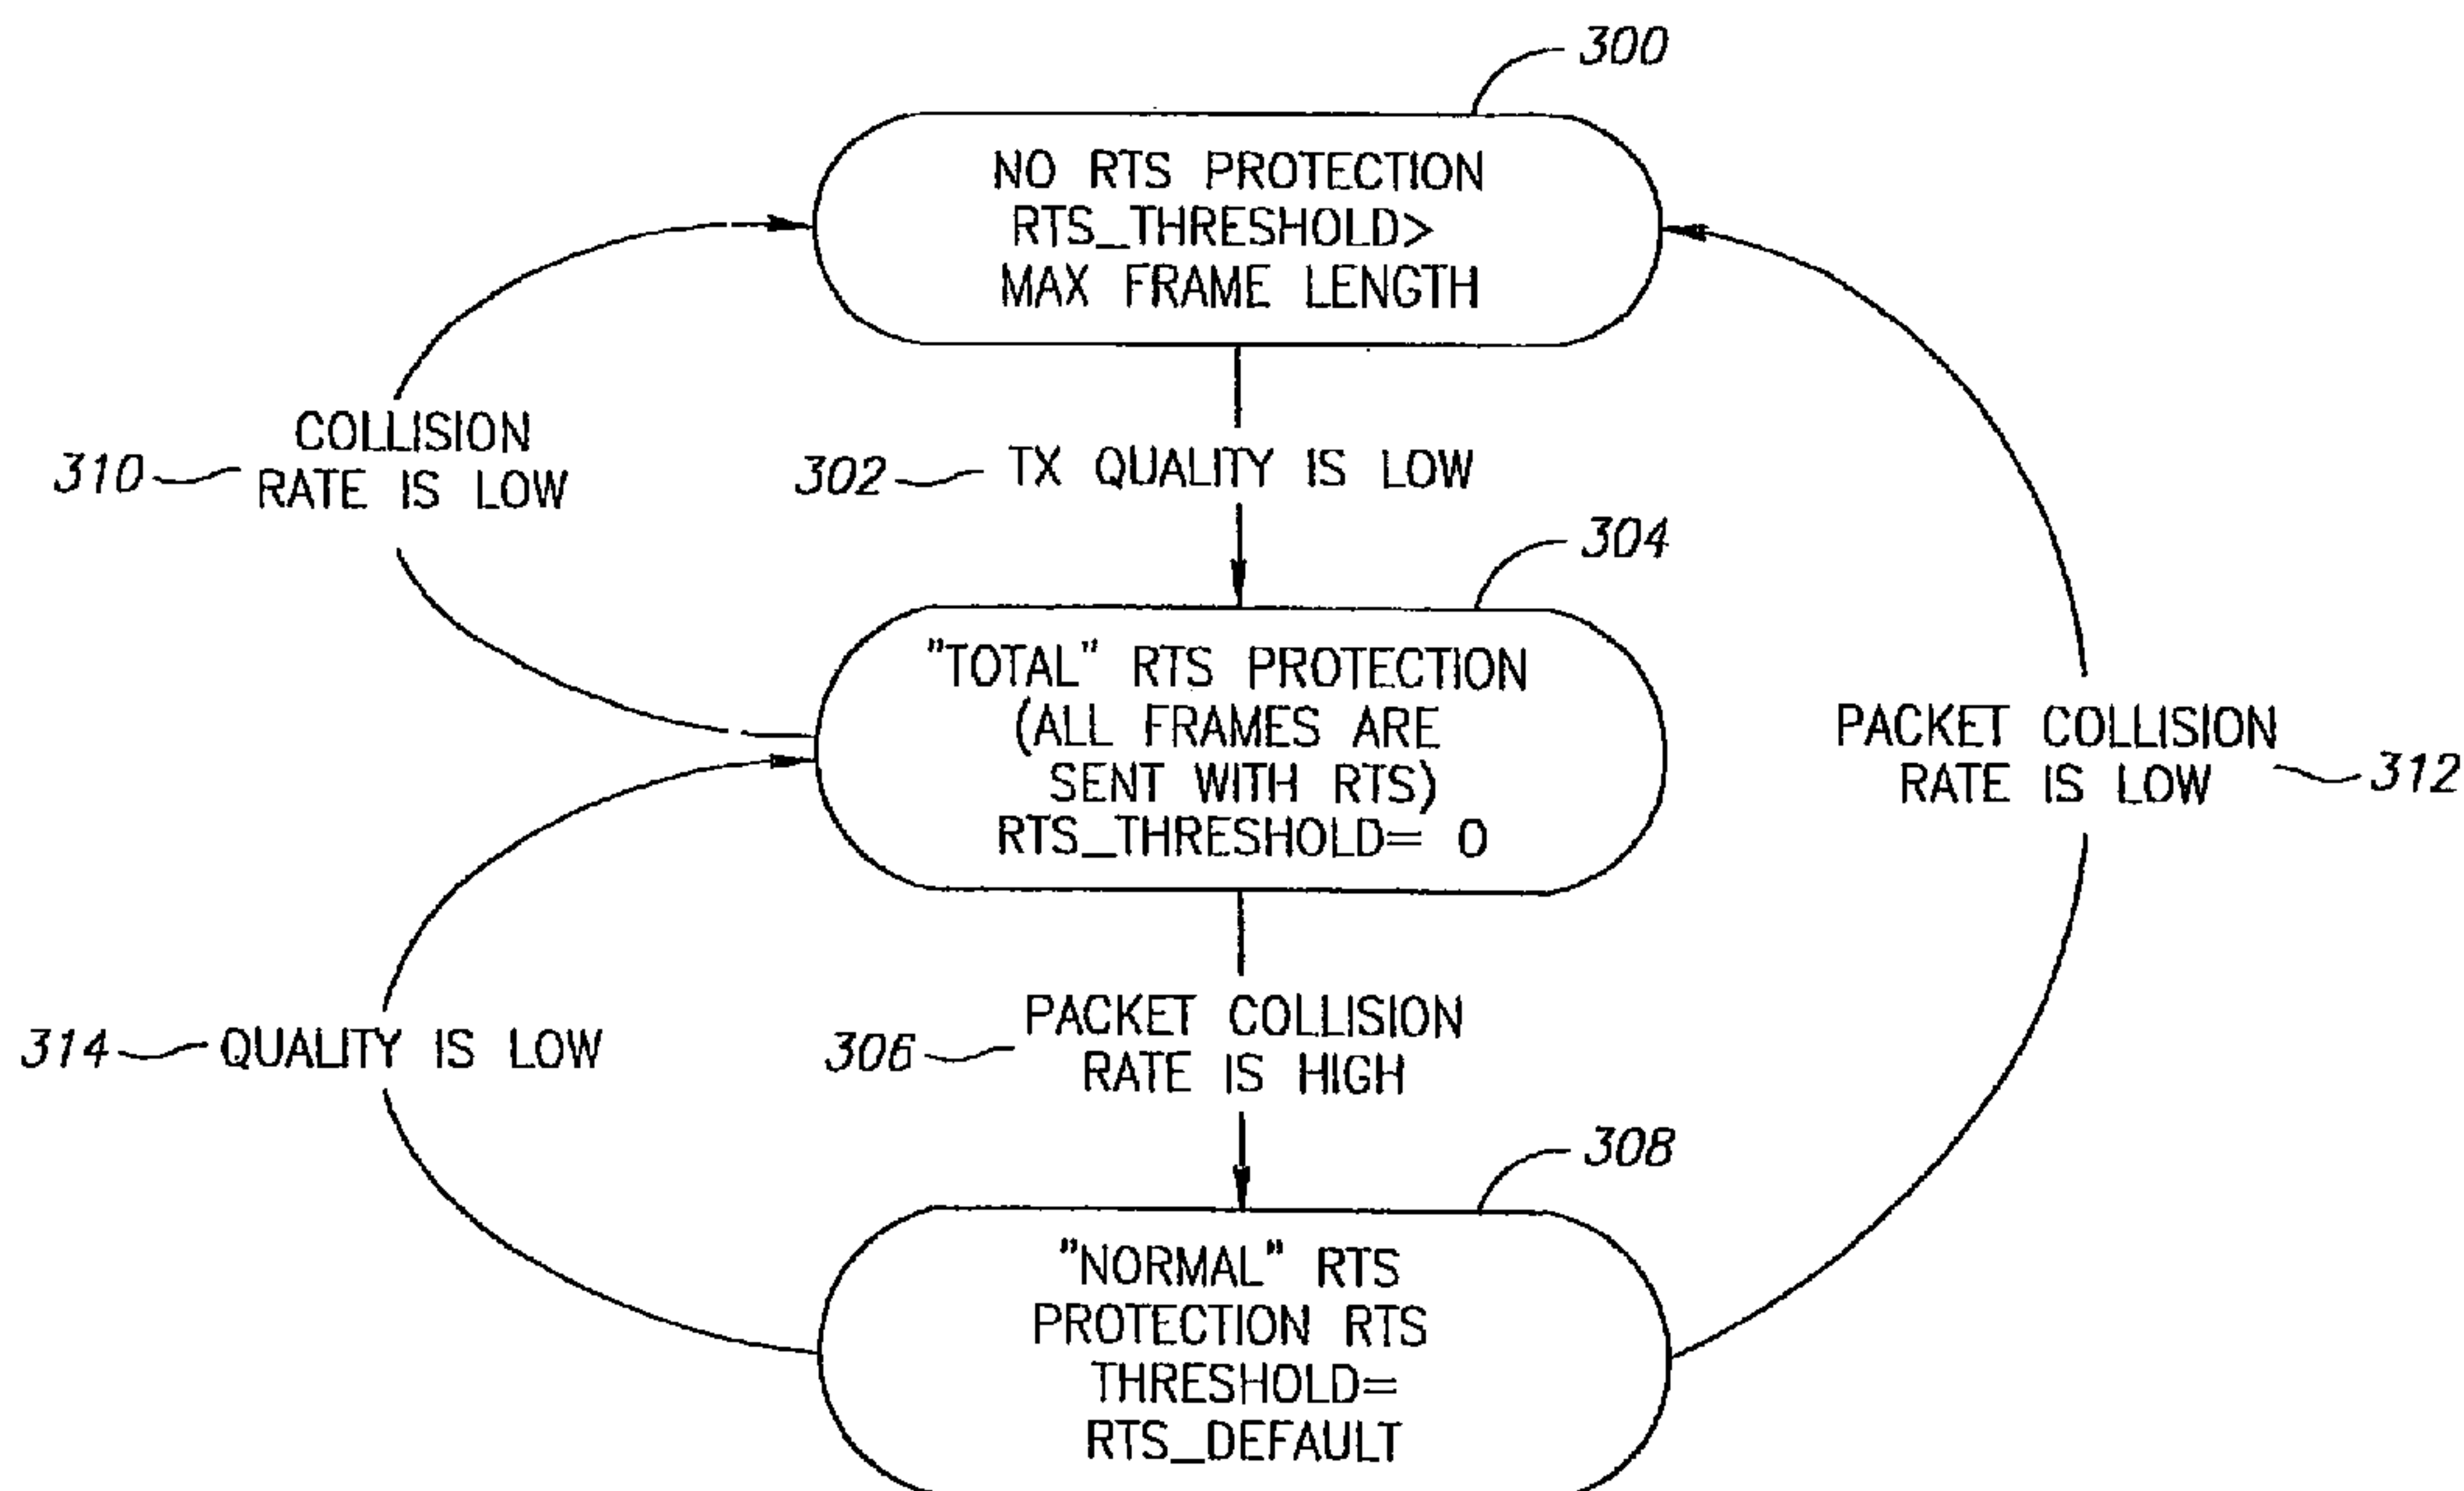 300
NO RTS PROTECTION
RTS_THRESHOLD>
MAX FRAME LENGTH
COLLISION
310 RATE IS LOW
302 TX QUALITY IS LOW
304
"TOTAL" RTS PROTECTION
(ALL FRAMES ARE
SENT WITH RTS)
RTS_THRESHOLD= 0
PACKET COLLISION
RATE IS LOW 312
314 QUALITY IS LOW
PACKET COLLISION
306 RATE IS HIGH
308
"NORMAL" RTS
PROTECTION RTS
THRESHOLD=
RTS_DEFAULT